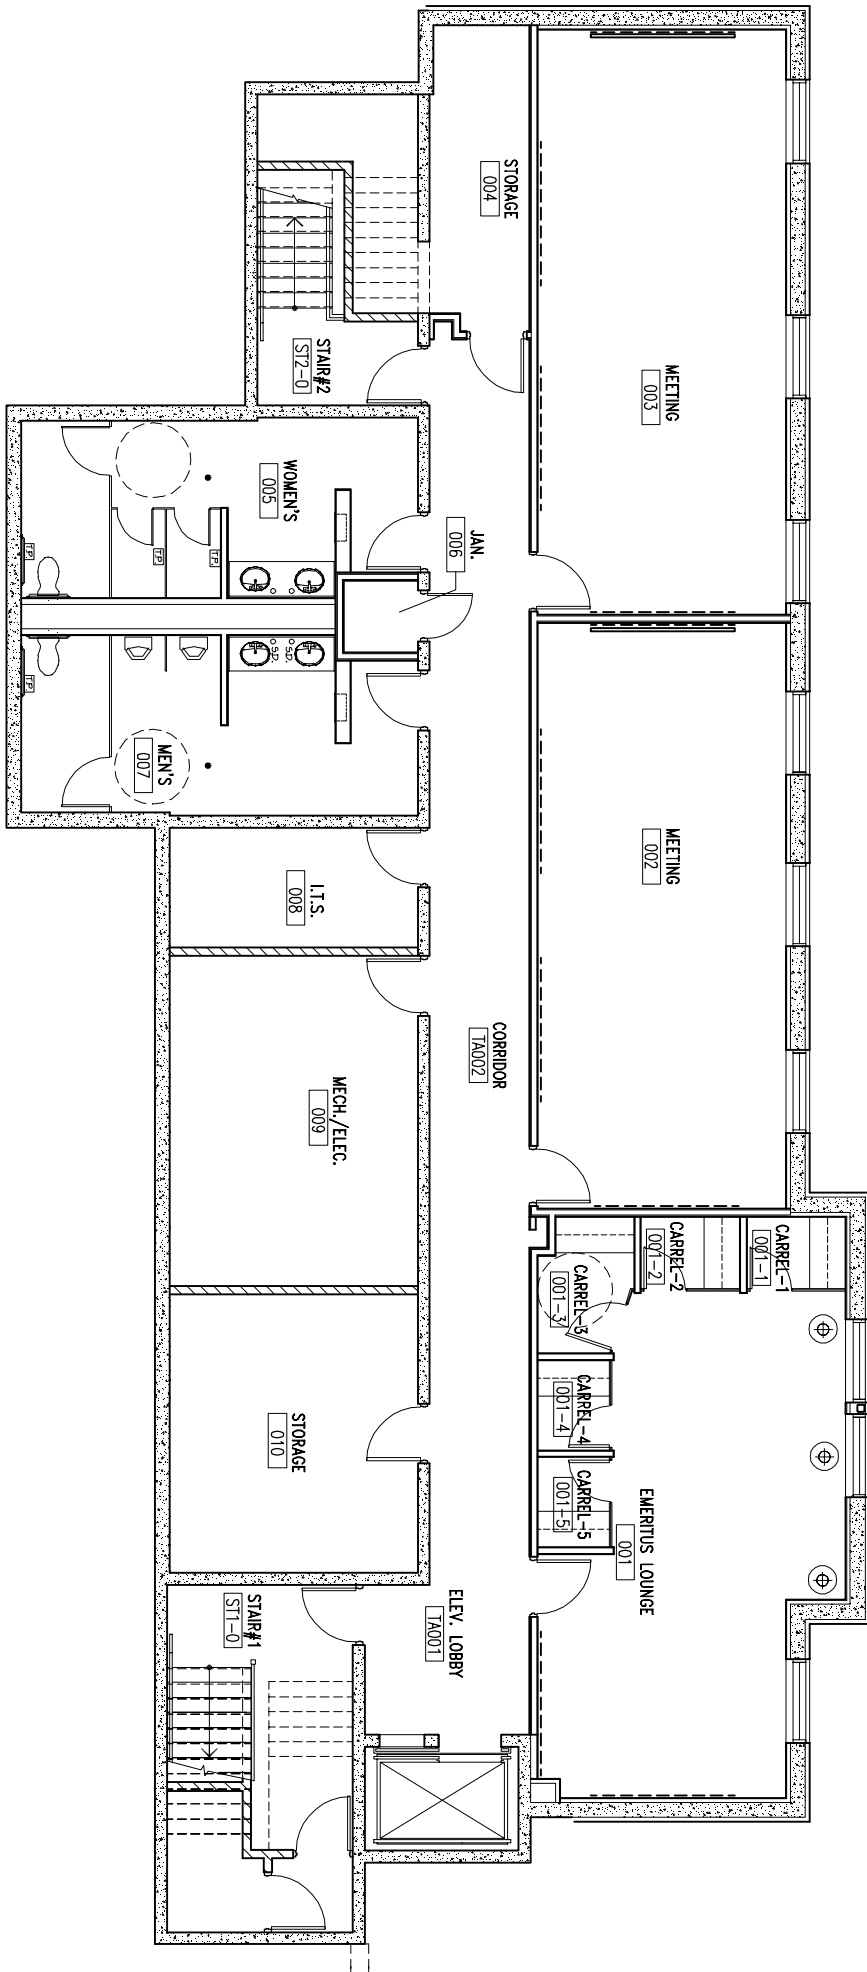 STORAGE
004
MEETING
003
STAIR#2
ST2-0
WOMEN'S
005
JAN.
006
T.P.
T.P.
T.P.
S.D.
S.D.
T.P.
MEN'S
007
MEETING
002
I.T.S.
008
CORRIDOR
TA002
MECH./ELEC.
009
CARREL-1
001-1
CARREL-2
001-2
CARREL-3
001-3
CARREL-4
001-4
CARREL-5
001-5
STORAGE
010
EMERITUS LOUNGE
001
ELEV. LOBBY
TA001
STAIR#1
ST1-0